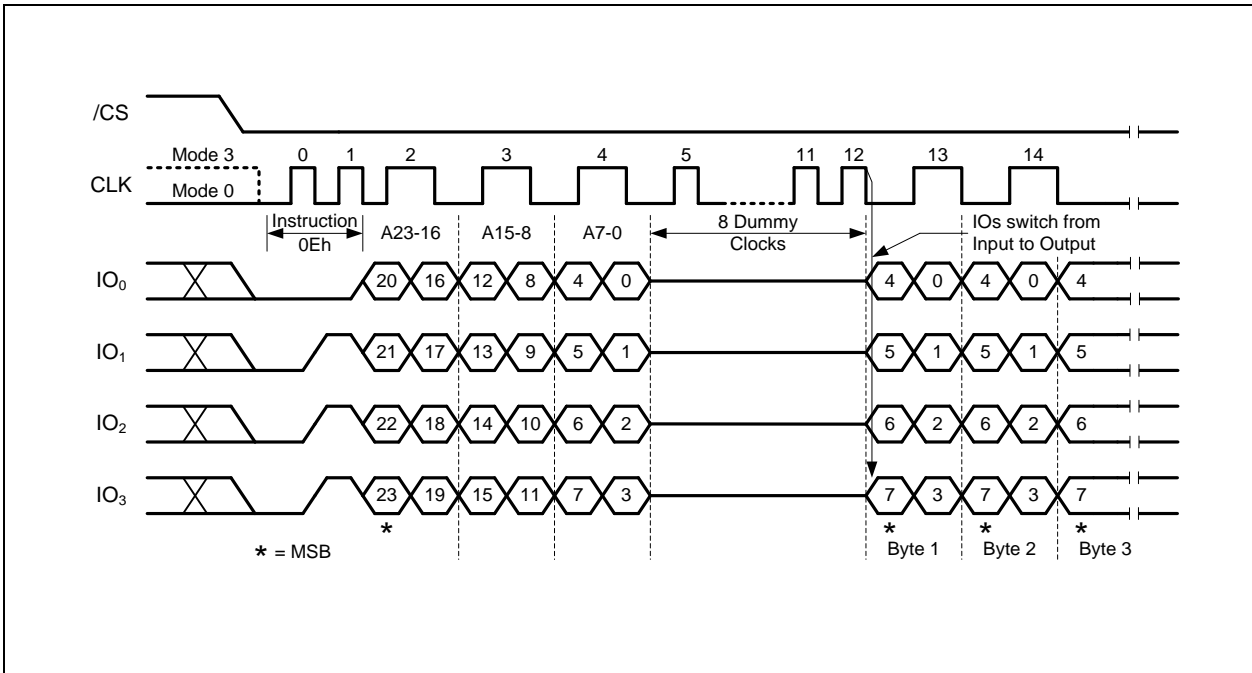 /CS
Mode 3 0 1 2 3 4 5 11 12 13 14
CLK
Mode 0
Instruction 8 Dummy IOs switch from
0Eh A23-16 A15-8 A7-0 Clocks Input to Output
IO0 20 16 12 8 4 0 4 0 4 0 4
IO1 21 17 13 9 5 1 5 1 5 1 5
IO2 22 18 14 10 6 2 6 2 6 2 6
IO3 23 19 15 11 7 3 7 3 7 3 7
* * * *
* = MSB Byte 1 Byte 2 Byte 3